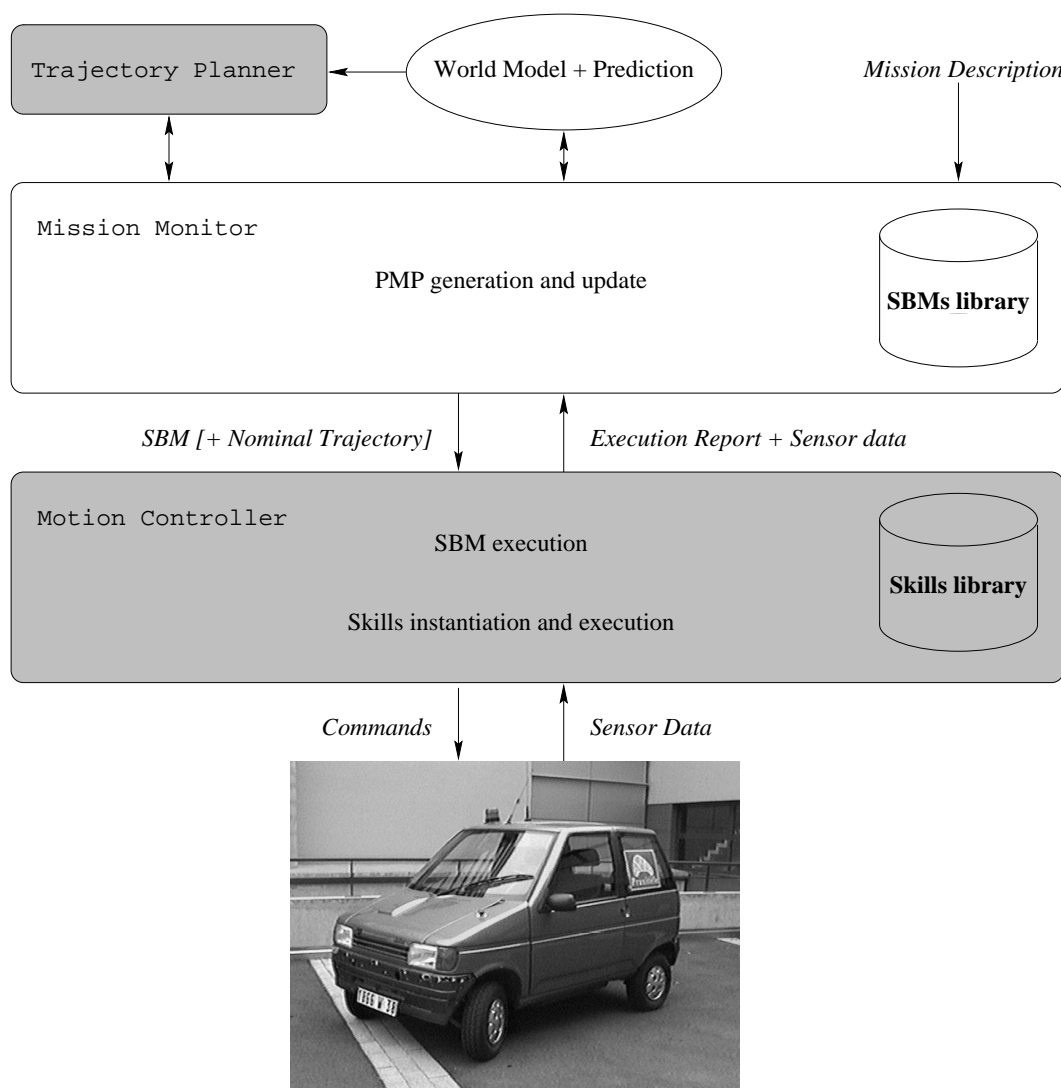 Trajectory Planner
World Model + Prediction
Mission Description
Mission Monitor
PMP generation and update
SBMs library
SBM [+ Nominal Trajectory]
Execution Report + Sensor data
Motion Controller
SBM execution
Skills library
Skills instantiation and execution
Commands
Sensor Data
Praxitele